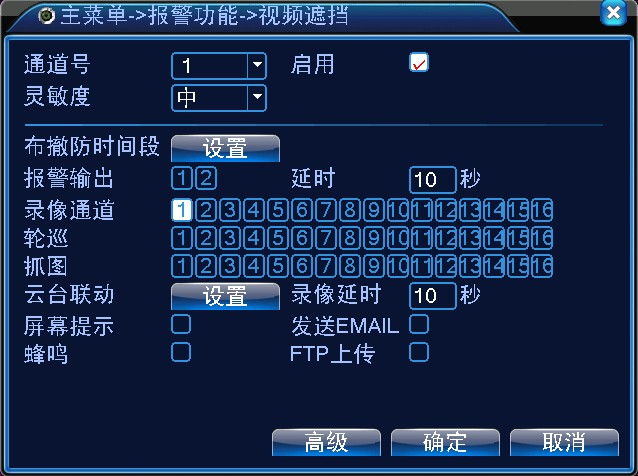 主菜单->报警功能->视频遮挡
通道号 1 启用
灵敏度 中
布撤防时间段 设置
报警输出 1 2 延时 10 秒
录像通道 1 2 3 4 5 6 7 8 9 10 11 12 13 14 15 16
轮巡 1 2 3 4 5 6 7 8 9 10 11 12 13 14 15 16
抓图 1 2 3 4 5 6 7 8 9 10 11 12 13 14 15 16
云台联动 设置 录像延时 10 秒
屏幕提示 发送EMAIL
蜂鸣 FTP上传
高级 确定 取消